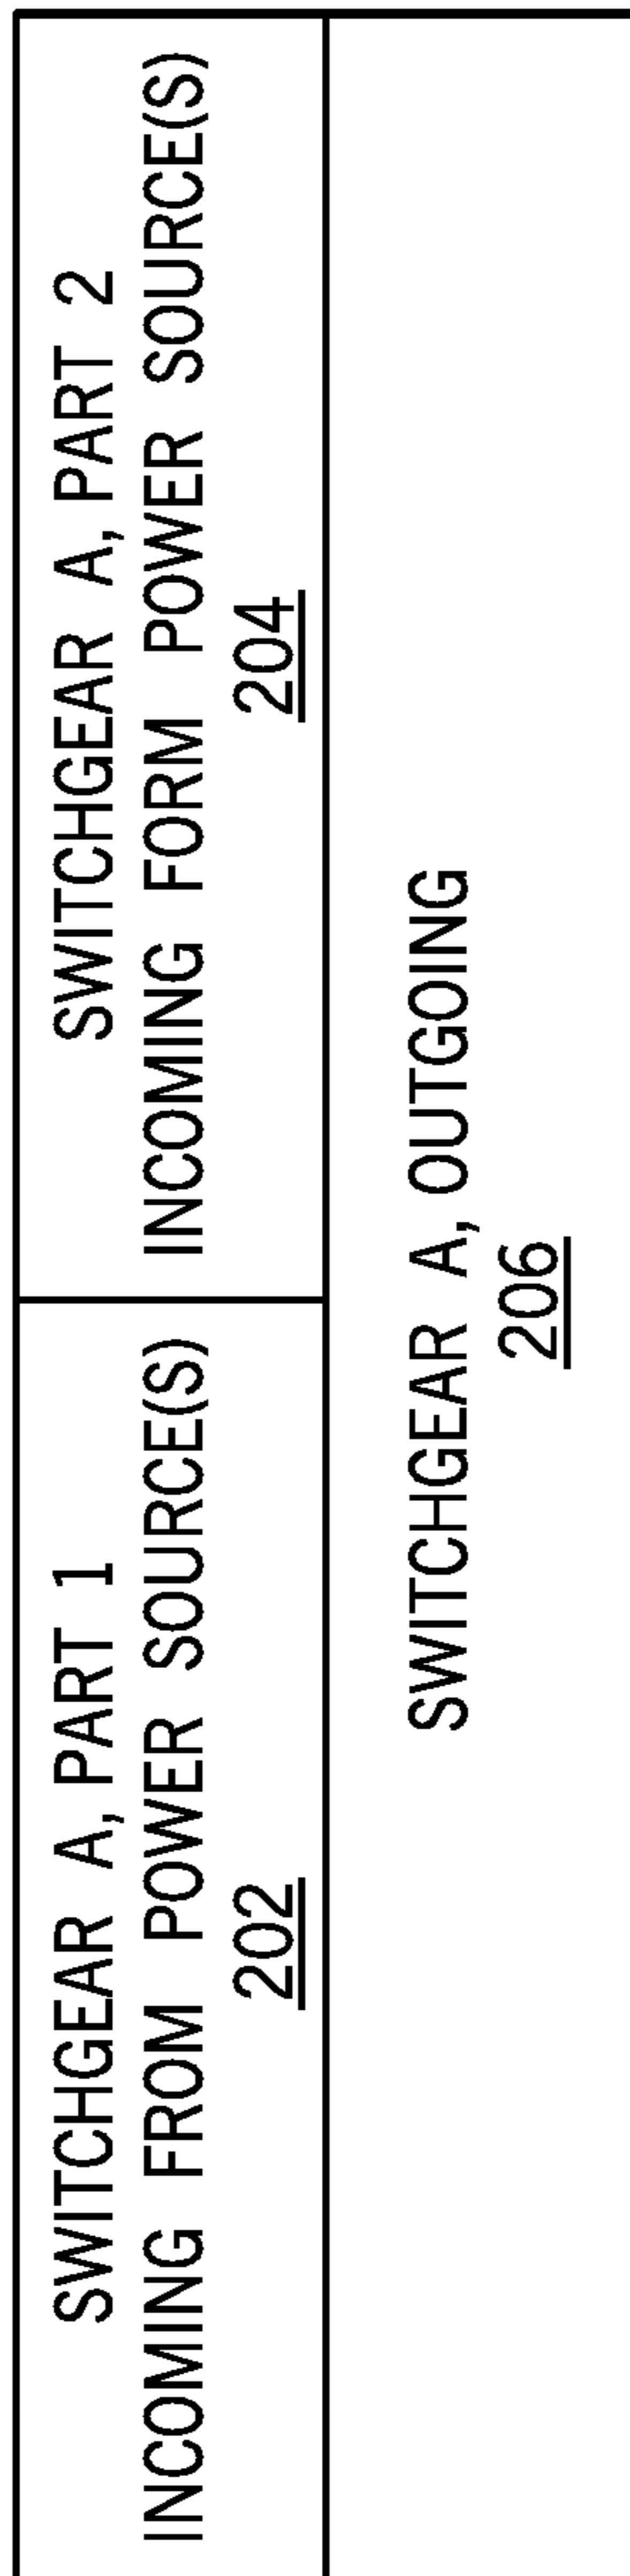 SWITCHGEAR A, PART 1
INCOMING FROM POWER SOURCE(S)
202
SWITCHGEAR A, PART 2
INCOMING FORM POWER SOURCE(S)
204
SWITCHGEAR A, OUTGOING
206